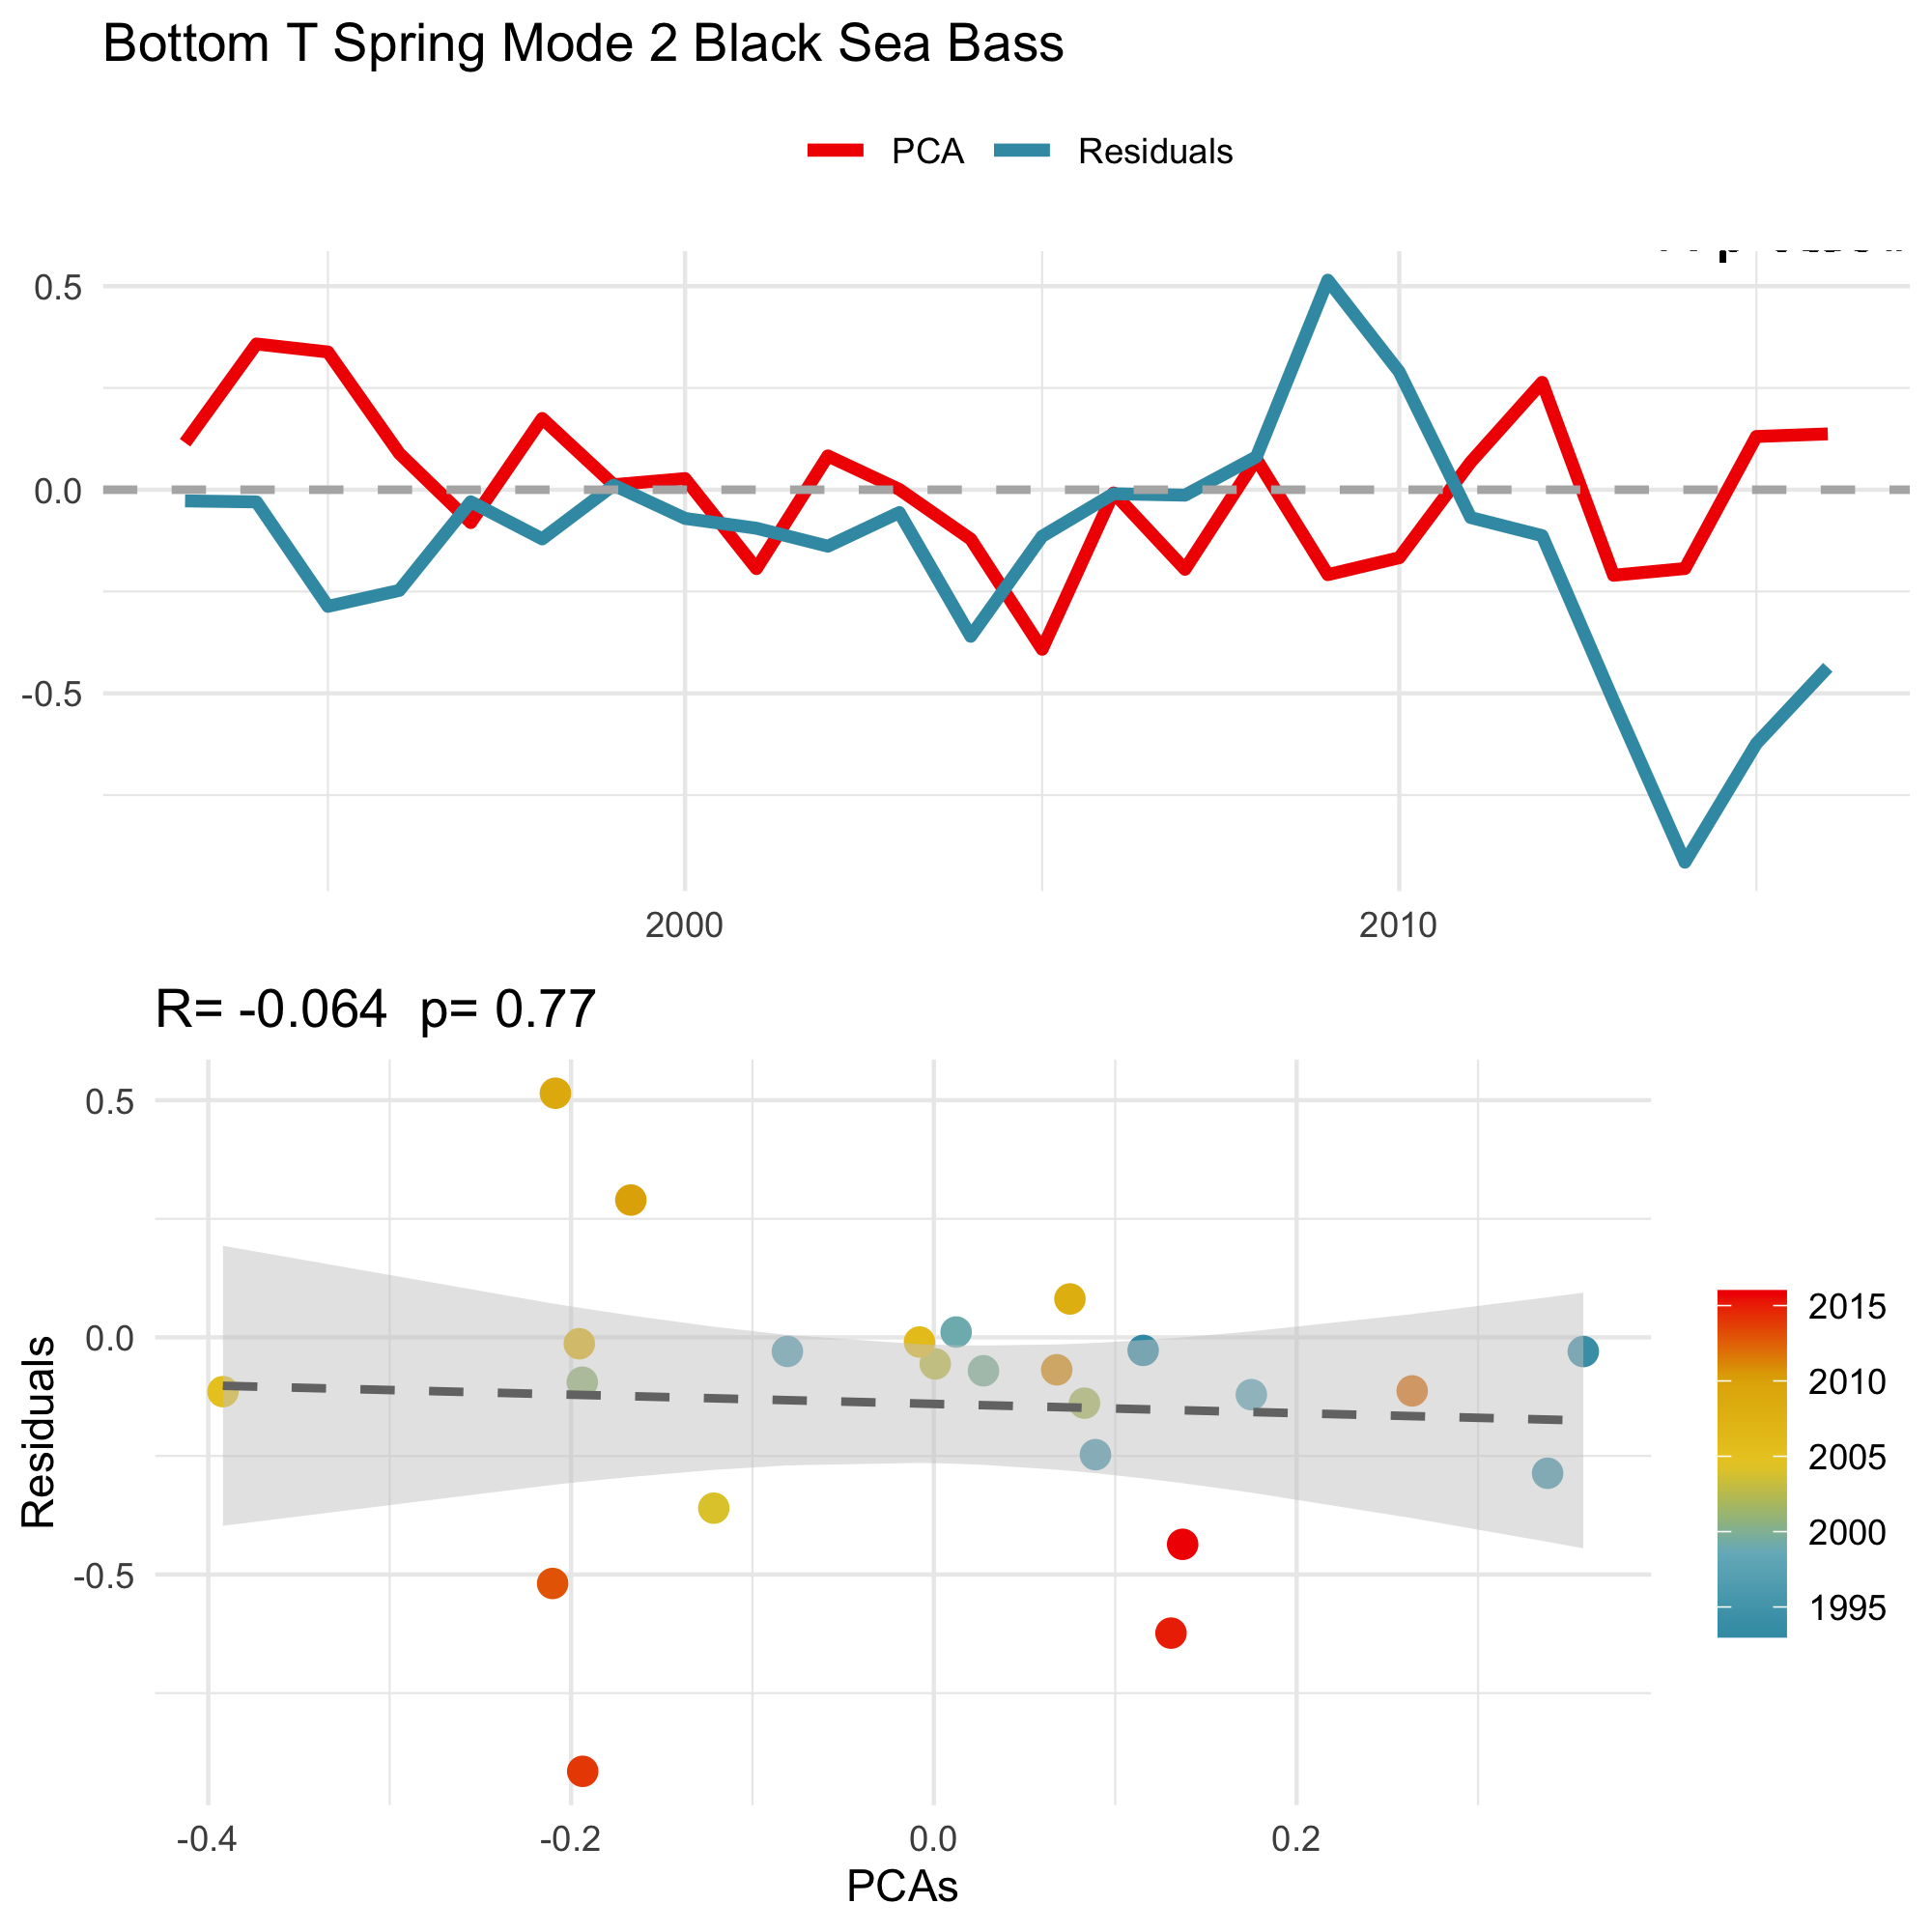 Bottom T Spring Mode 2 Black Sea Bass
PCA Residuals
0.5
0.0
-0.5
2000 2010
R= -0.064 p= 0.77
0.5
0.0
-0.5
Residuals
-0.4 -0.2 0.0 0.2
PCAs
2015
2010
2005
2000
1995